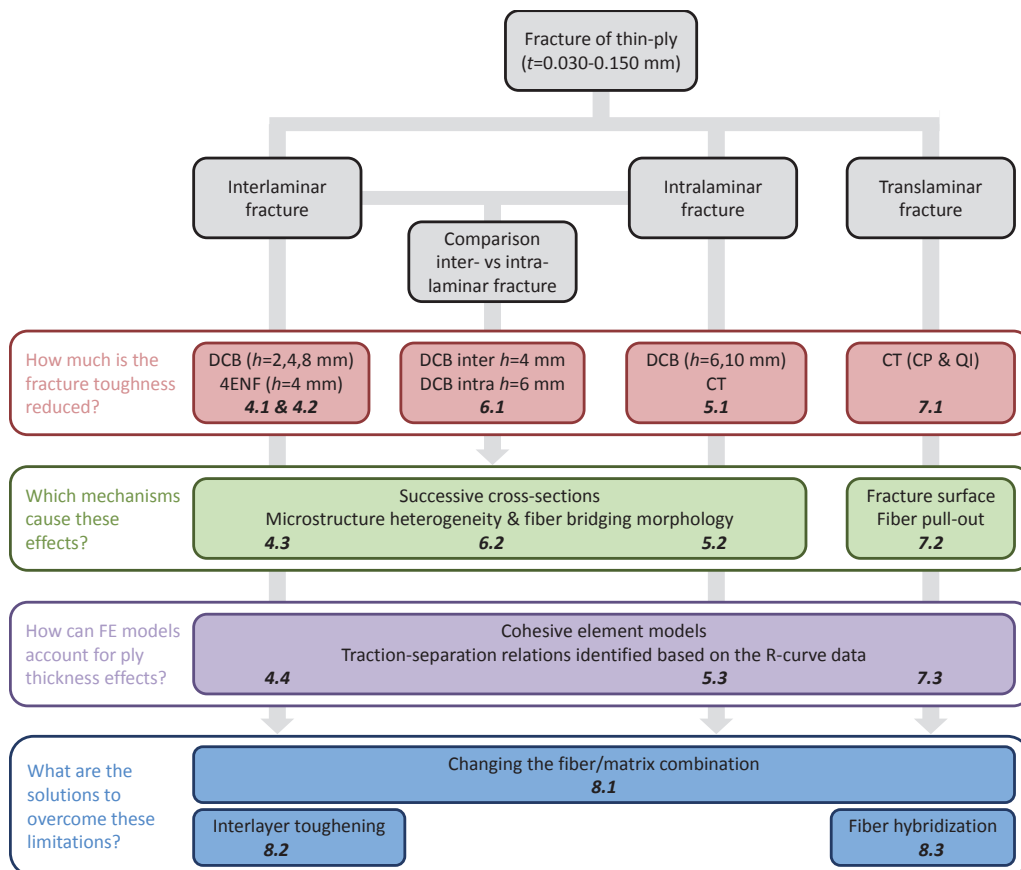 Fracture of thin-ply
(t=0.030-0.150 mm)
Interlaminar
fracture
Intralaminar
fracture
Translaminar
fracture
Comparison
inter- vs intra-
laminar fracture
How much is the
fracture toughness
reduced?
DCB (h=2,4,8 mm)
4ENF (h=4 mm)
4.1 & 4.2
DCB inter h=4 mm
DCB intra h=6 mm
6.1
DCB (h=6,10 mm)
CT
5.1
CT (CP & QI)
7.1
Which mechanisms
cause these
effects?
Successive cross-sections
Microstructure heterogeneity & fiber bridging morphology
4.3 6.2 5.2
Fracture surface
Fiber pull-out
7.2
How can FE models
account for ply
thickness effects?
Cohesive element models
Traction-separation relations identified based on the R-curve data
4.4 5.3 7.3
What are the
solutions to
overcome these
limitations?
Changing the fiber/matrix combination
8.1
Interlayer toughening
8.2
Fiber hybridization
8.3